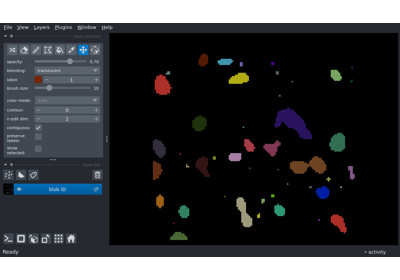 File View Layers Plugins Window Help
opacity: 0.70
blending: translucent
label: 1
brush size: 10
color mode:
contour: 0
n edit dim: 2
contiguous:
preserve
labels:
show
selected:
blob ID
Ready
activity